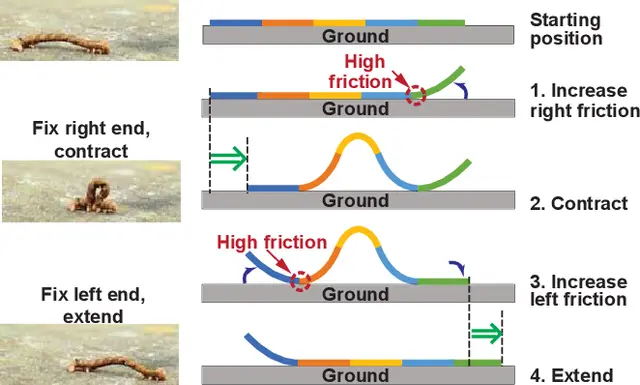 Starting
position
Ground
High
friction
1. Increase
right friction
Ground
Fix right end,
contract
Ground
2. Contract
High friction
3. Increase
left friction
Ground
Fix left end,
extend
Ground
4. Extend